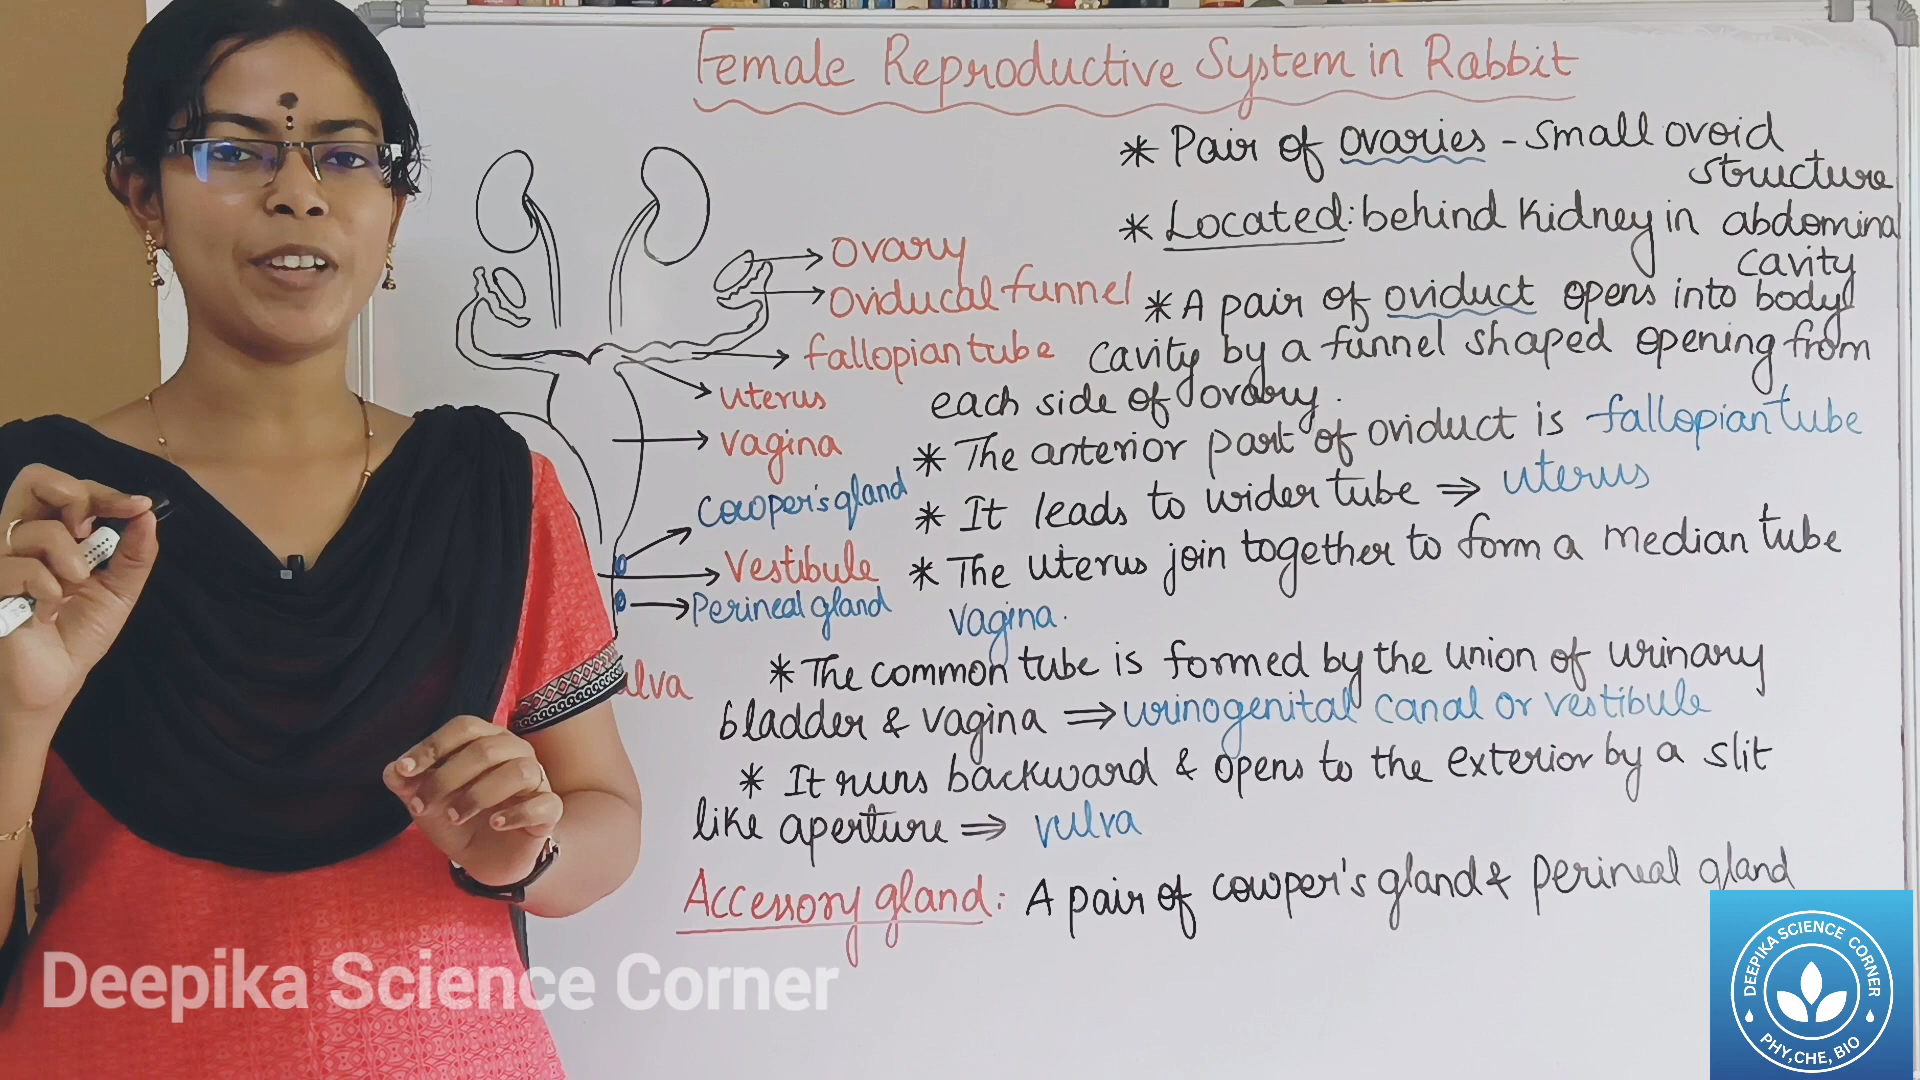 Female Reproductive System in Rabbit
* Pair of ovaries - Small ovoid
structure
* Located: behind kidney in abdominal
cavity
* A pair of oviduct opens into body
cavity by a funnel shaped opening from
each side of ovary.
* The anterior part of oviduct is fallopian tube
* It leads to wider tube ⇒ uterus
* The uterus join together to form a median tube
vagina.
* The common tube is formed by the union of urinary
bladder & vagina ⇒ urinogenital canal or vestibule
* It runs backward & opens to the exterior by a slit
like aperture ⇒ vulva
Accessory gland: A pair of cowper's gland & perineal gland
ovary
oviducal funnel
fallopian tube
uterus
vagina
cowper's gland
Vestibule
Perineal gland
lva
Deepika Science Corner
DEEPIKA SCIENCE CORNER
PHY, CHE, BIO